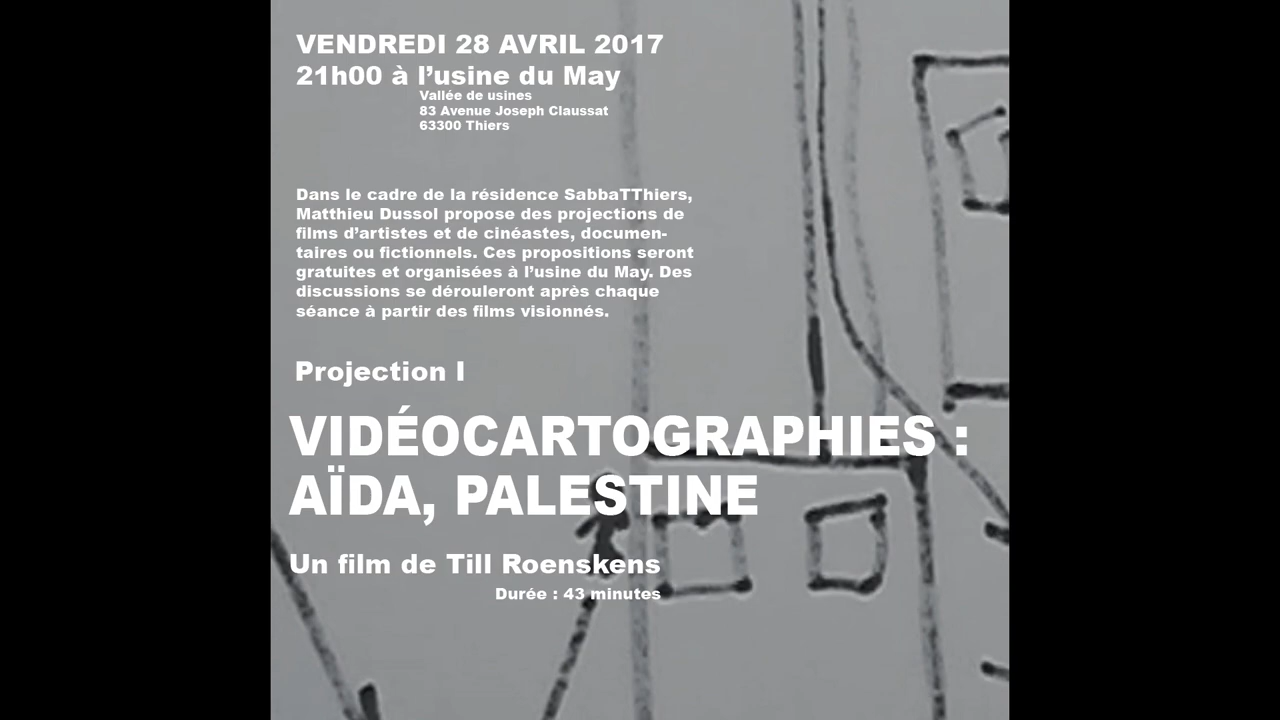 VENDREDI 28 AVRIL 2017
21h00 à l'usine du May
Vallée de usines
83 Avenue Joseph Claussat
63300 Thiers
Dans le cadre de la résidence SabbaTThiers,
Matthieu Dussol propose des projections de
films d'artistes et de cinéastes, documen-
taires ou fictionnels. Ces propositions seront
gratuites et organisées à l'usine du May. Des
discussions se dérouleront après chaque
séance à partir des films visionnés.
Projection I
VIDÉOCARTOGRAPHIES :
AÏDA, PALESTINE
Un film de Till Roenskens
Durée : 43 minutes